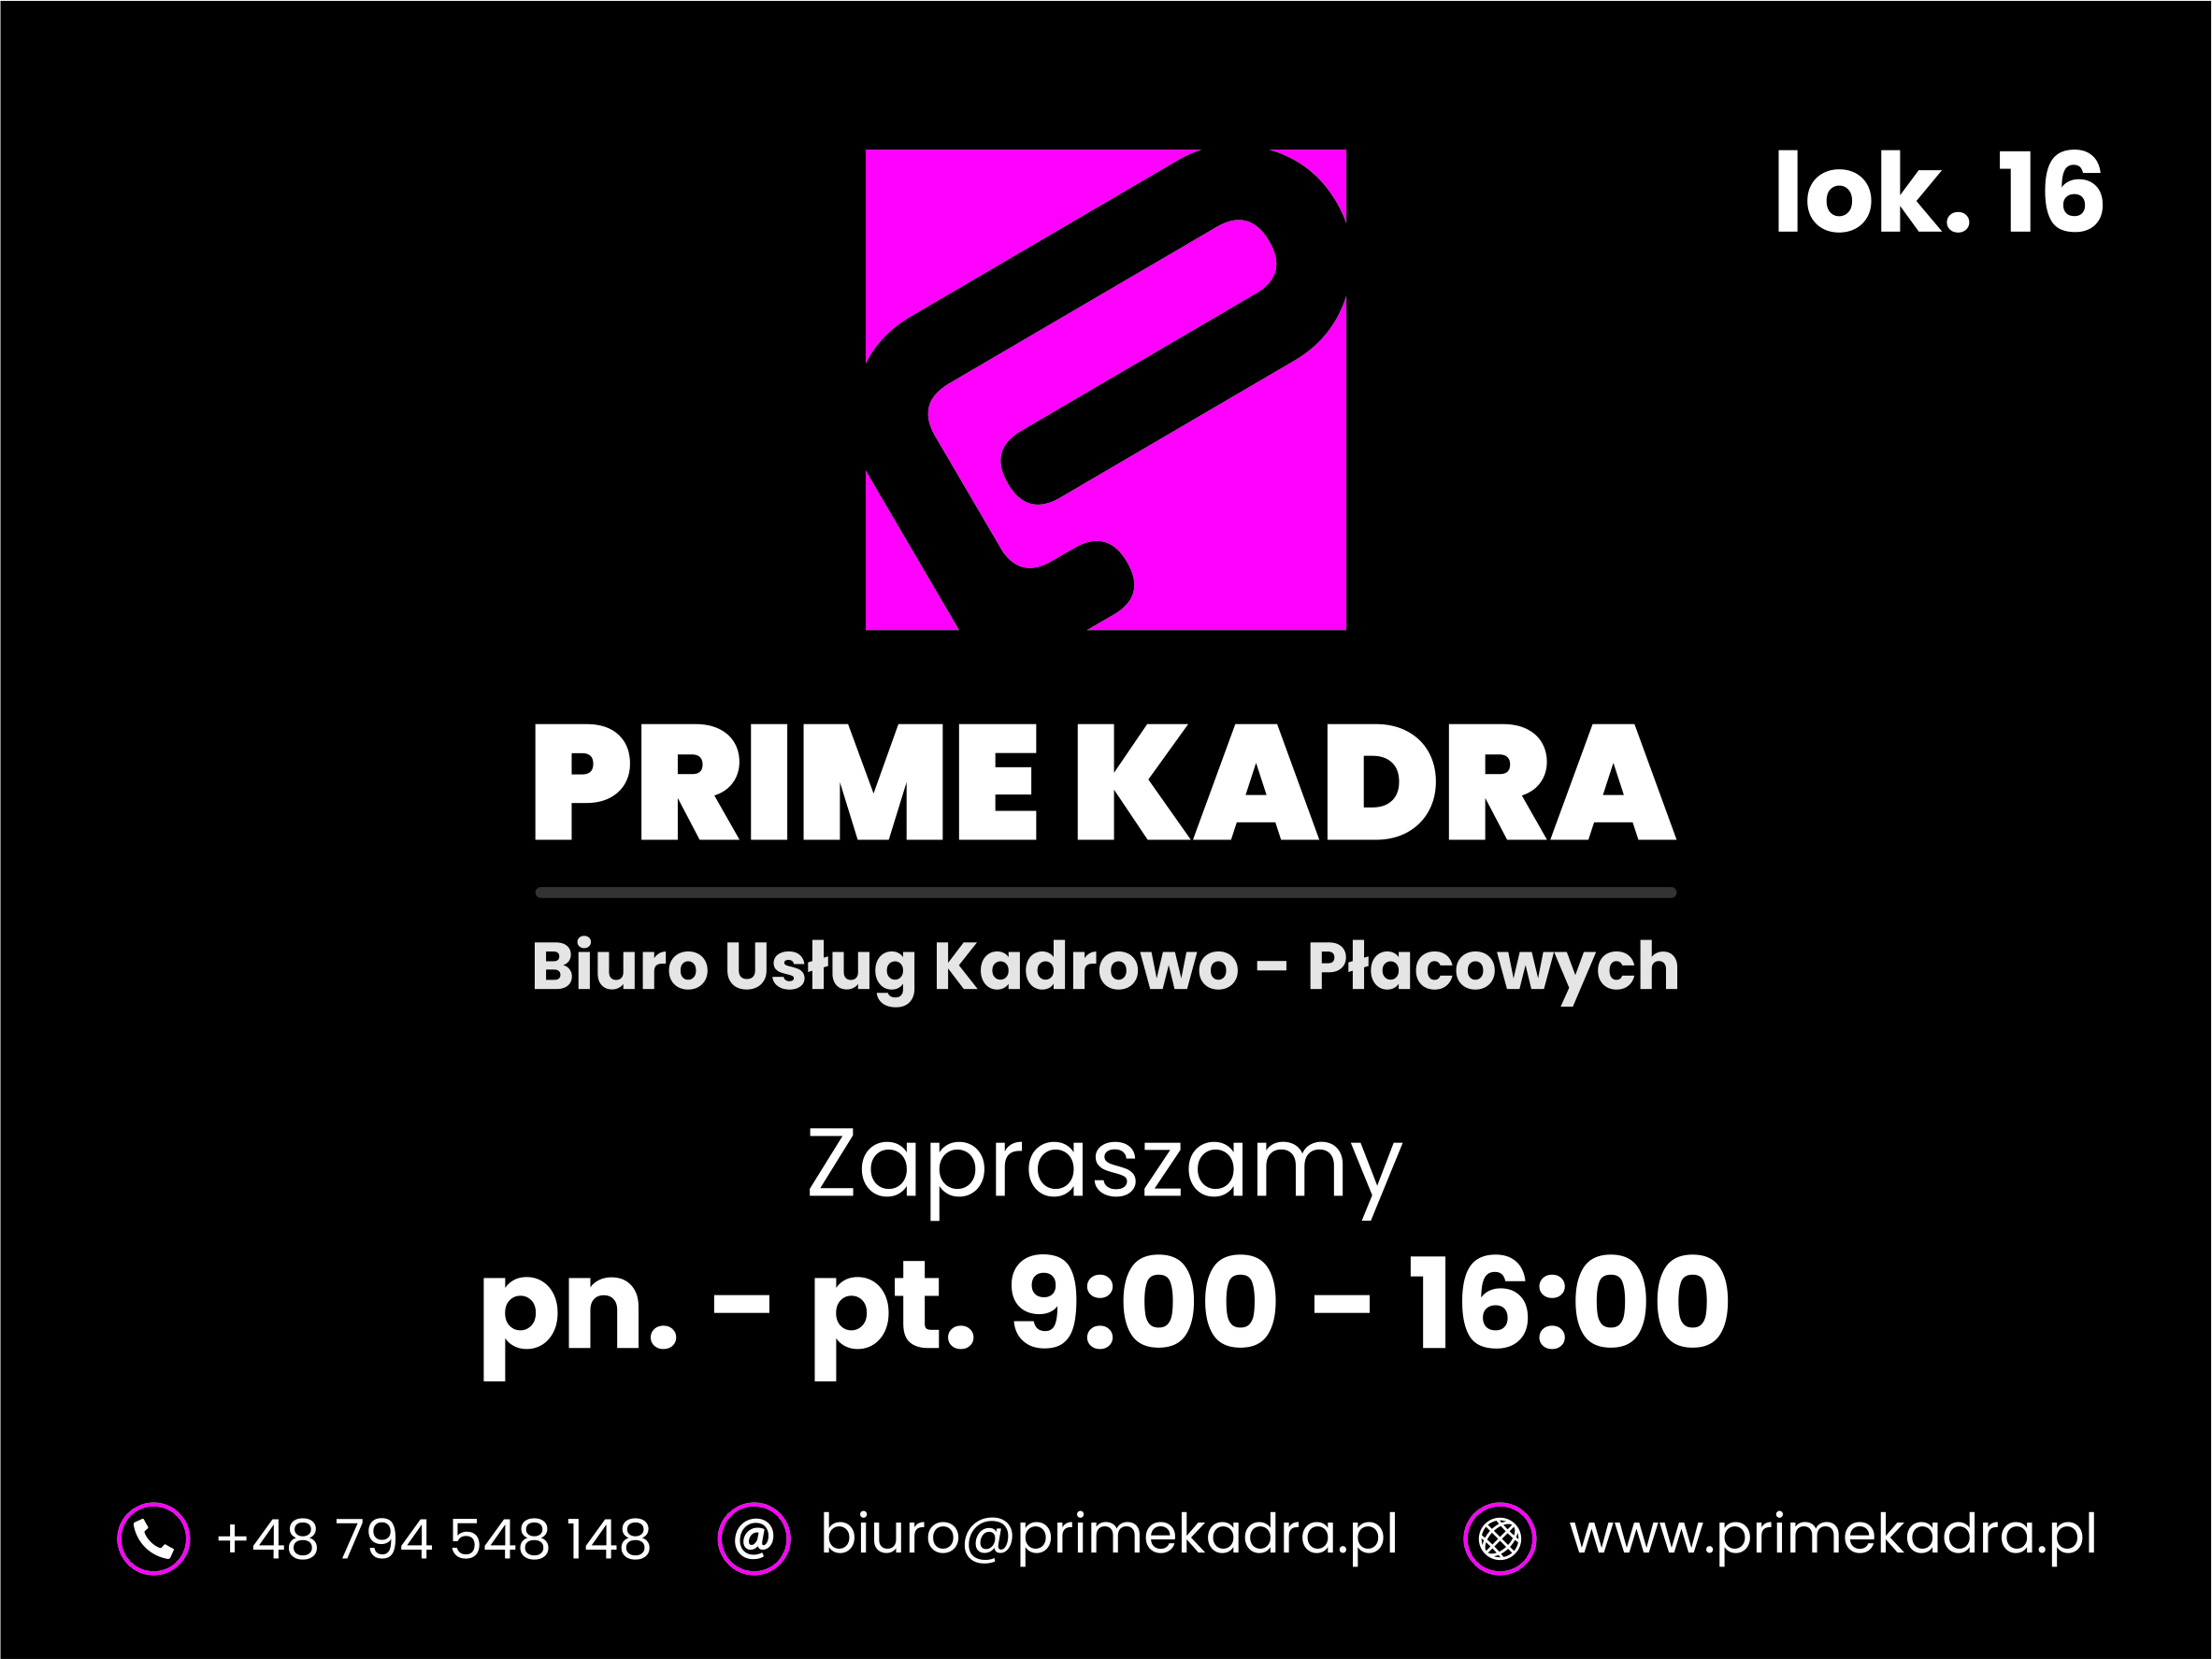 lok. 16
PRIME KADRA
Biuro Usług Kadrowo - Płacowych
Zapraszamy
pn. - pt. 9:00 - 16:00
+48 794 548 148
@ biuro@primekadra.pl
www.primekadra.pl